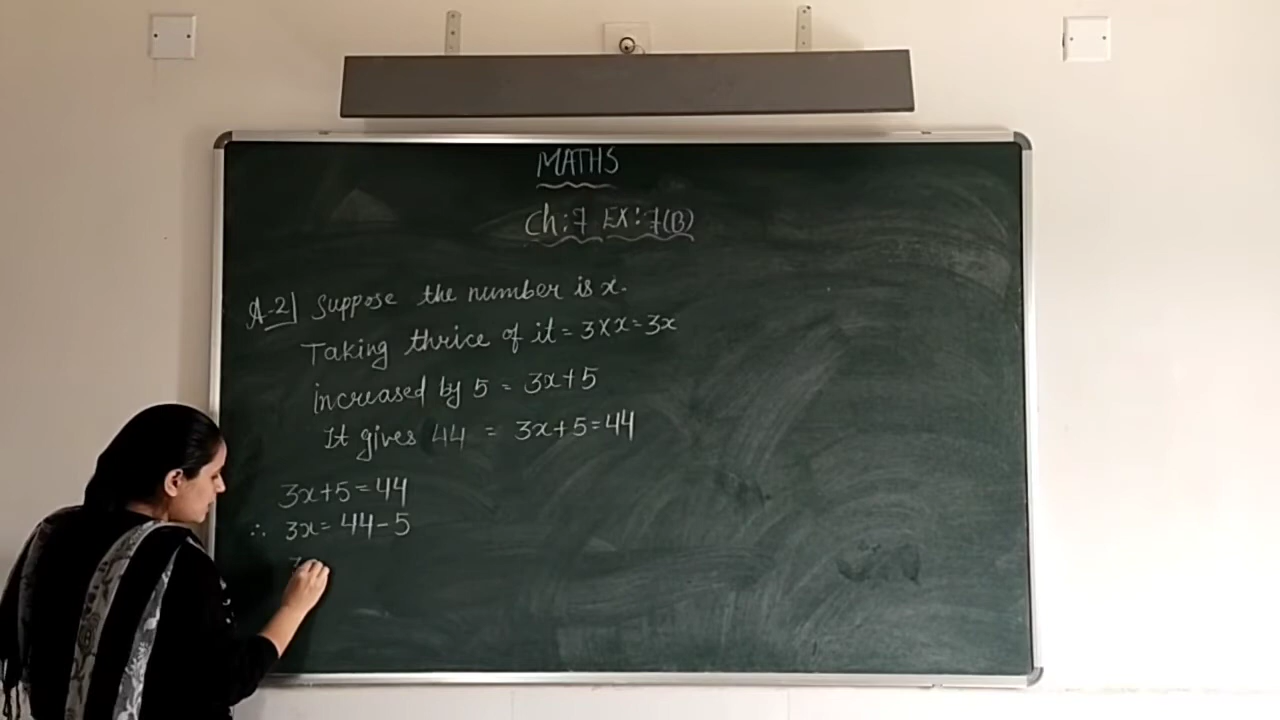 MATHS
Ch:7 EX:7(B)
A-2] Suppose the number is x.
Taking thrice of it = 3×x=3x
increased by 5 = 3x+5
It gives 44 = 3x+5=44
3x+5=44
∴ 3x= 44-5
3x